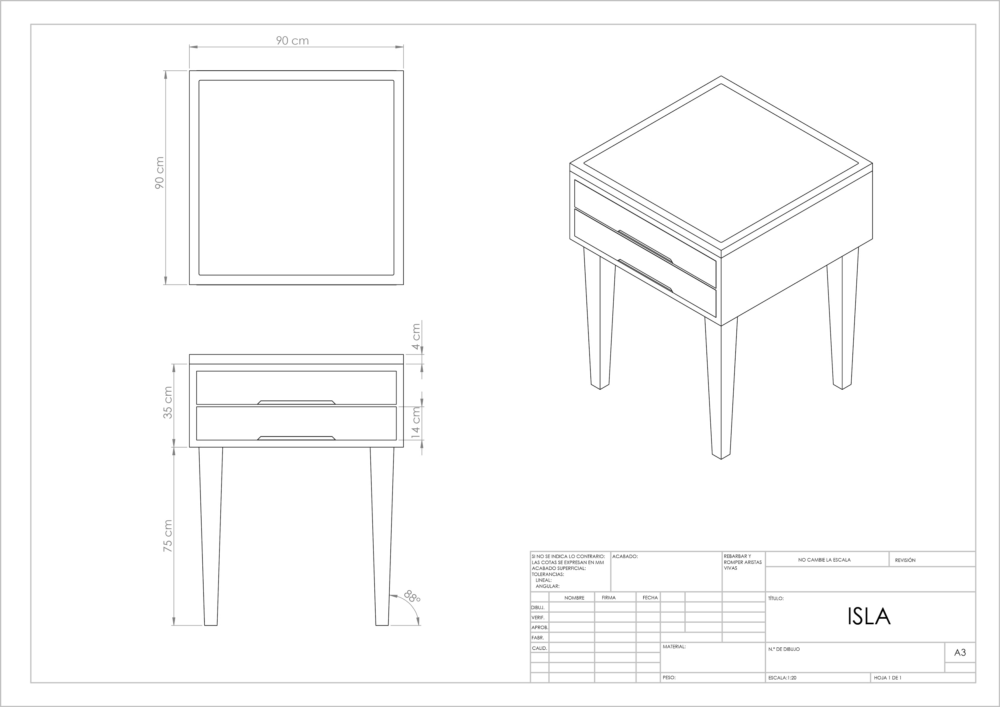 90 cm
90 cm
4 cm
35 cm
14 cm
75 cm
88°
SI NO SE INDICA LO CONTRARIO:
LAS COTAS SE EXPRESAN EN MM
ACABADO SUPERFICIAL:
TOLERANCIAS:
LINEAL:
ANGULAR:
ACABADO:
REBARBAR Y
ROMPER ARISTAS
VIVAS
NO CAMBIE LA ESCALA
REVISIÓN
NOMBRE
FIRMA
FECHA
DIBUJ.
VERIF.
APROB.
FABR.
CALID.
TÍTULO:
ISLA
MATERIAL:
N.º DE DIBUJO
A3
PESO:
ESCALA:1:20
HOJA 1 DE 1